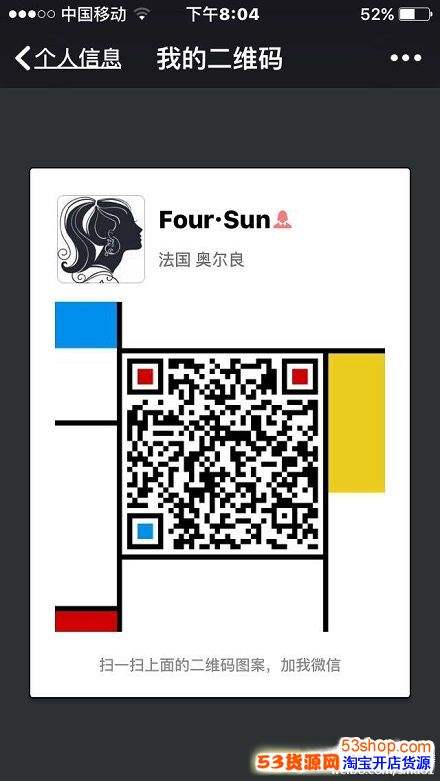 中国移动 下午8:04 52%
个人信息 我的二维码
Four·Sun
法国 奥尔良
扫一扫上面的二维码图案，加我微信
53shop.com
53货源网 淘宝开店货源